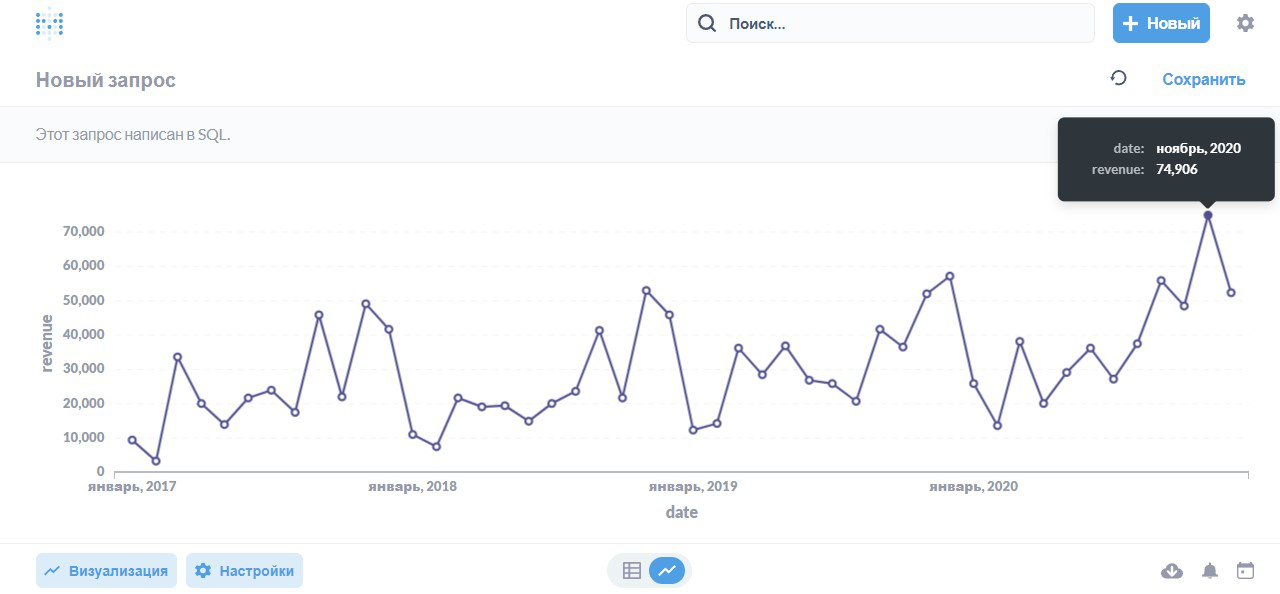 Поиск...
Новый
Новый запрос
Сохранить
Этот запрос написан в SQL.
date: ноябрь, 2020
revenue: 74,906
70,000
60,000
50,000
40,000
30,000
20,000
10,000
0
revenue
январь, 2017
январь, 2018
январь, 2019
январь, 2020
date
Визуализация
Настройки